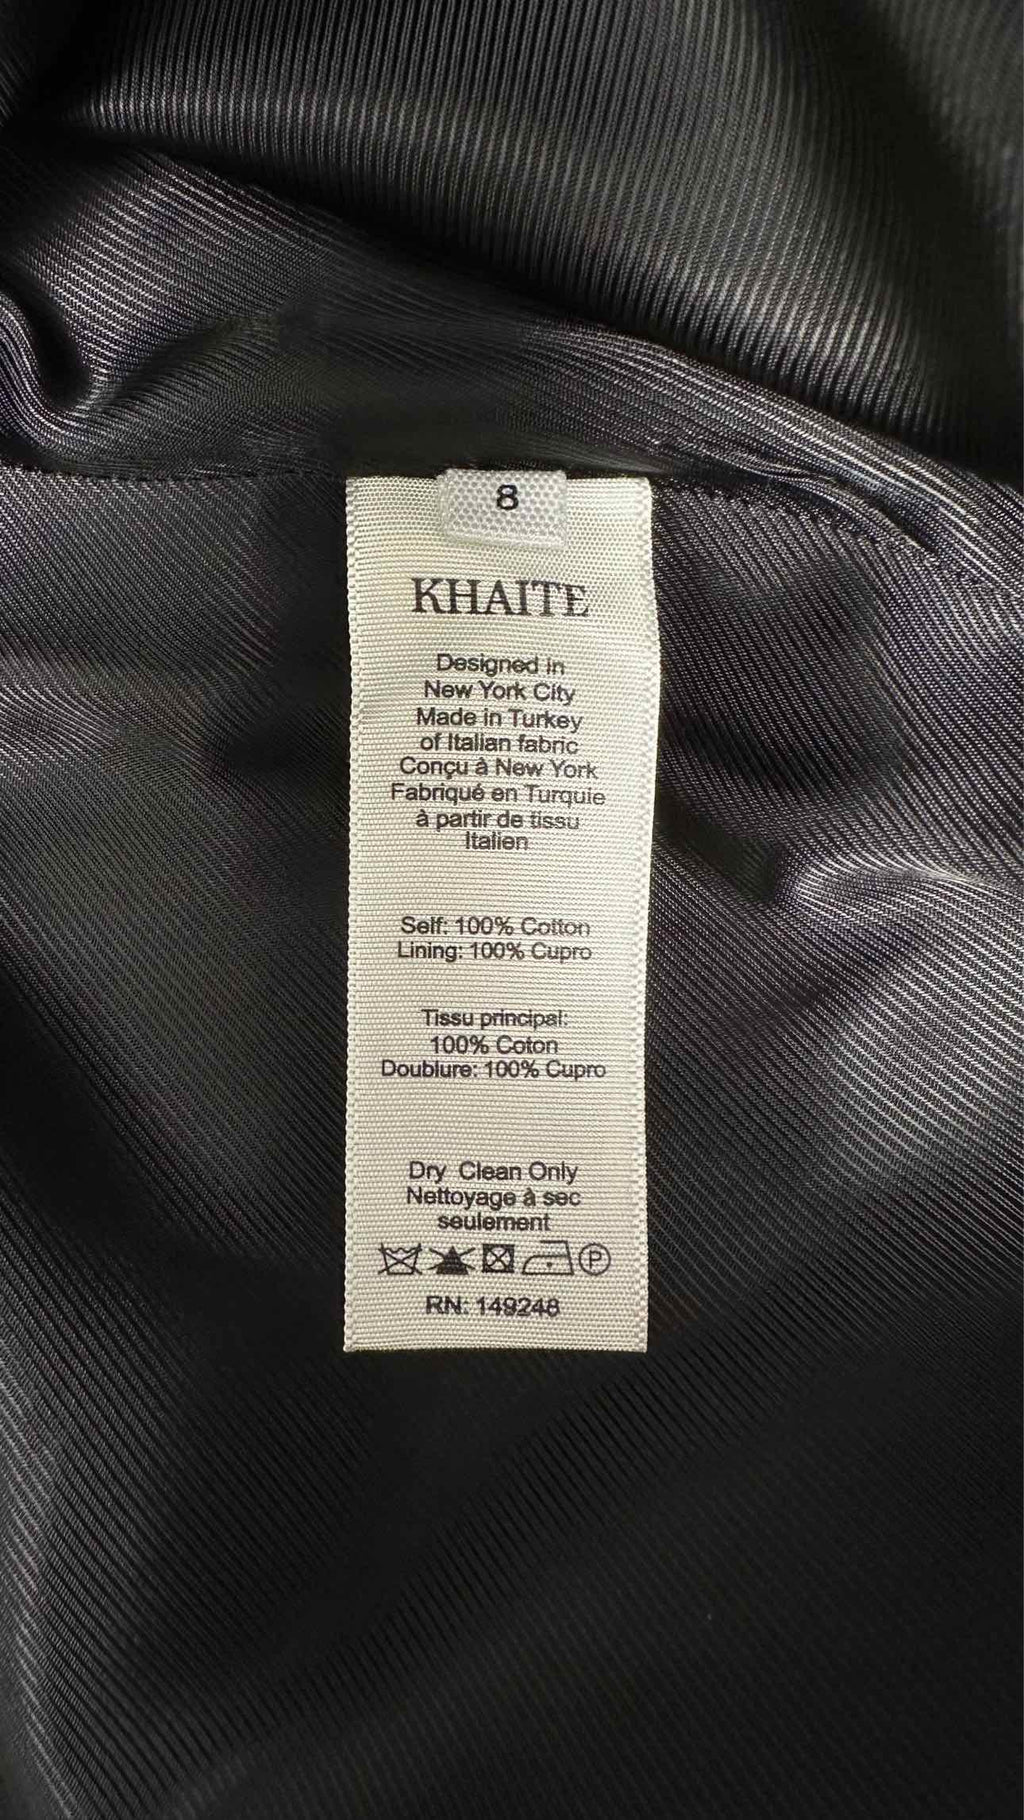 8
KHAITE
Designed in
New York City
Made in Turkey
of Italian fabric
Conçu à New York
Fabriqué en Turquie
à partir de tissu
Italien
Self: 100% Cotton
Lining: 100% Cupro
Tissu principal:
100% Coton
Doublure: 100% Cupro
Dry Clean Only
Nettoyage à sec
seulement
P
RN: 149248